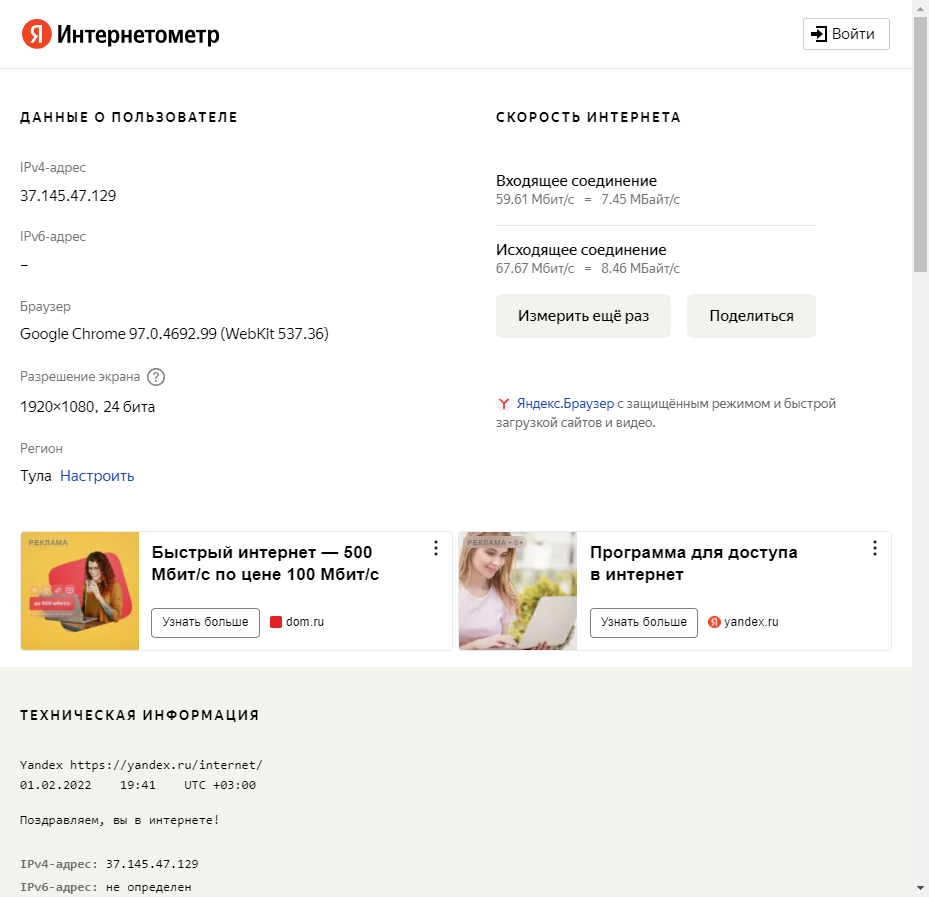 Я Интернетометр
Войти
ДАННЫЕ О ПОЛЬЗОВАТЕЛЕ
IPv4-адрес
37.145.47.129
IPv6-адрес
–
Браузер
Google Chrome 97.0.4692.99 (WebKit 537.36)
Разрешение экрана ?
1920×1080, 24 бита
Регион
Тула Настроить
СКОРОСТЬ ИНТЕРНЕТА
Входящее соединение
59.61 Мбит/с = 7.45 МБайт/с
Исходящее соединение
67.67 Мбит/с = 8.46 МБайт/с
Измерить ещё раз
Поделиться
Яндекс.Браузер с защищённым режимом и быстрой
загрузкой сайтов и видео.
РЕКЛАМА
до 500 мбит/с
Быстрый интернет — 500
Мбит/с по цене 100 Мбит/с
Узнать больше
dom.ru
РЕКЛАМА • 0+
Программа для доступа
в интернет
Узнать больше
Я yandex.ru
ТЕХНИЧЕСКАЯ ИНФОРМАЦИЯ
Yandex https://yandex.ru/internet/
01.02.2022 19:41 UTC +03:00
Поздравляем, вы в интернете!
IPv4-адрес: 37.145.47.129
IPv6-адрес: не определен